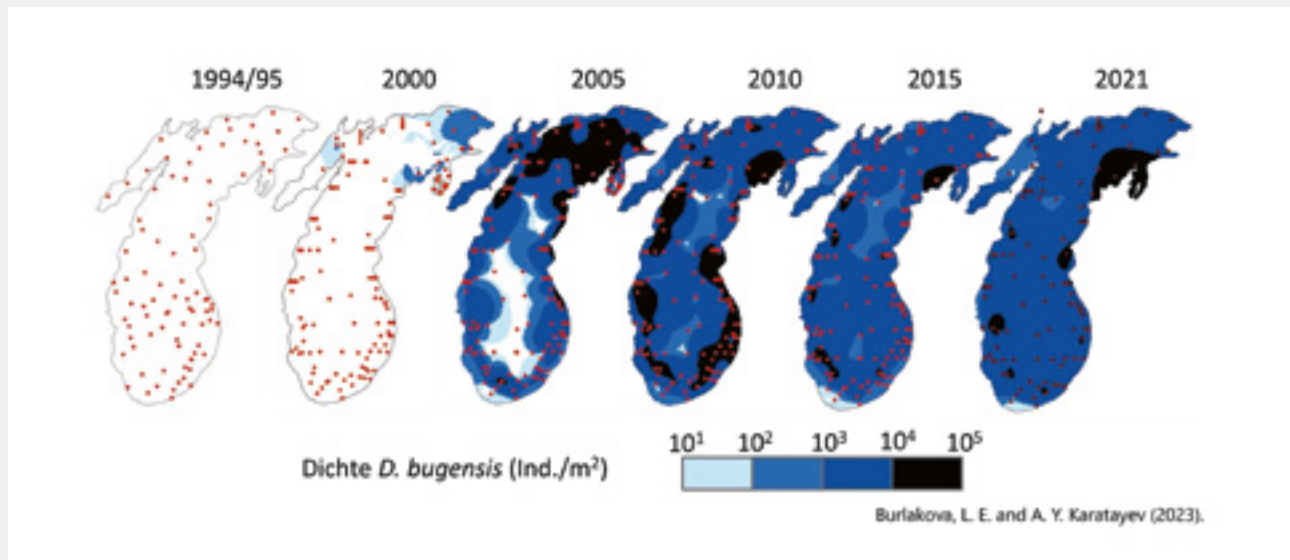 1994/95 2000 2005 2010 2015 2021
10¹ 10² 10³ 10⁴ 10⁵
Dichte D. bugensis (Ind./m²)
Burlakova, L. E. and A. Y. Karatayev (2023).